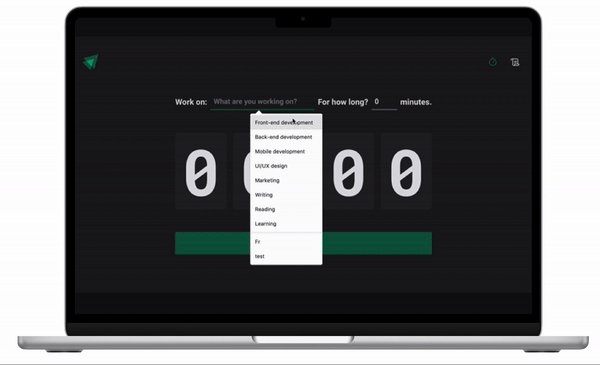 Work on: What are you working on? For how long? 0 minutes.
Front-end development
Back-end development
Mobile development
UI/UX design
Marketing
Writing
Reading
Learning
Fr
test
0 0 0